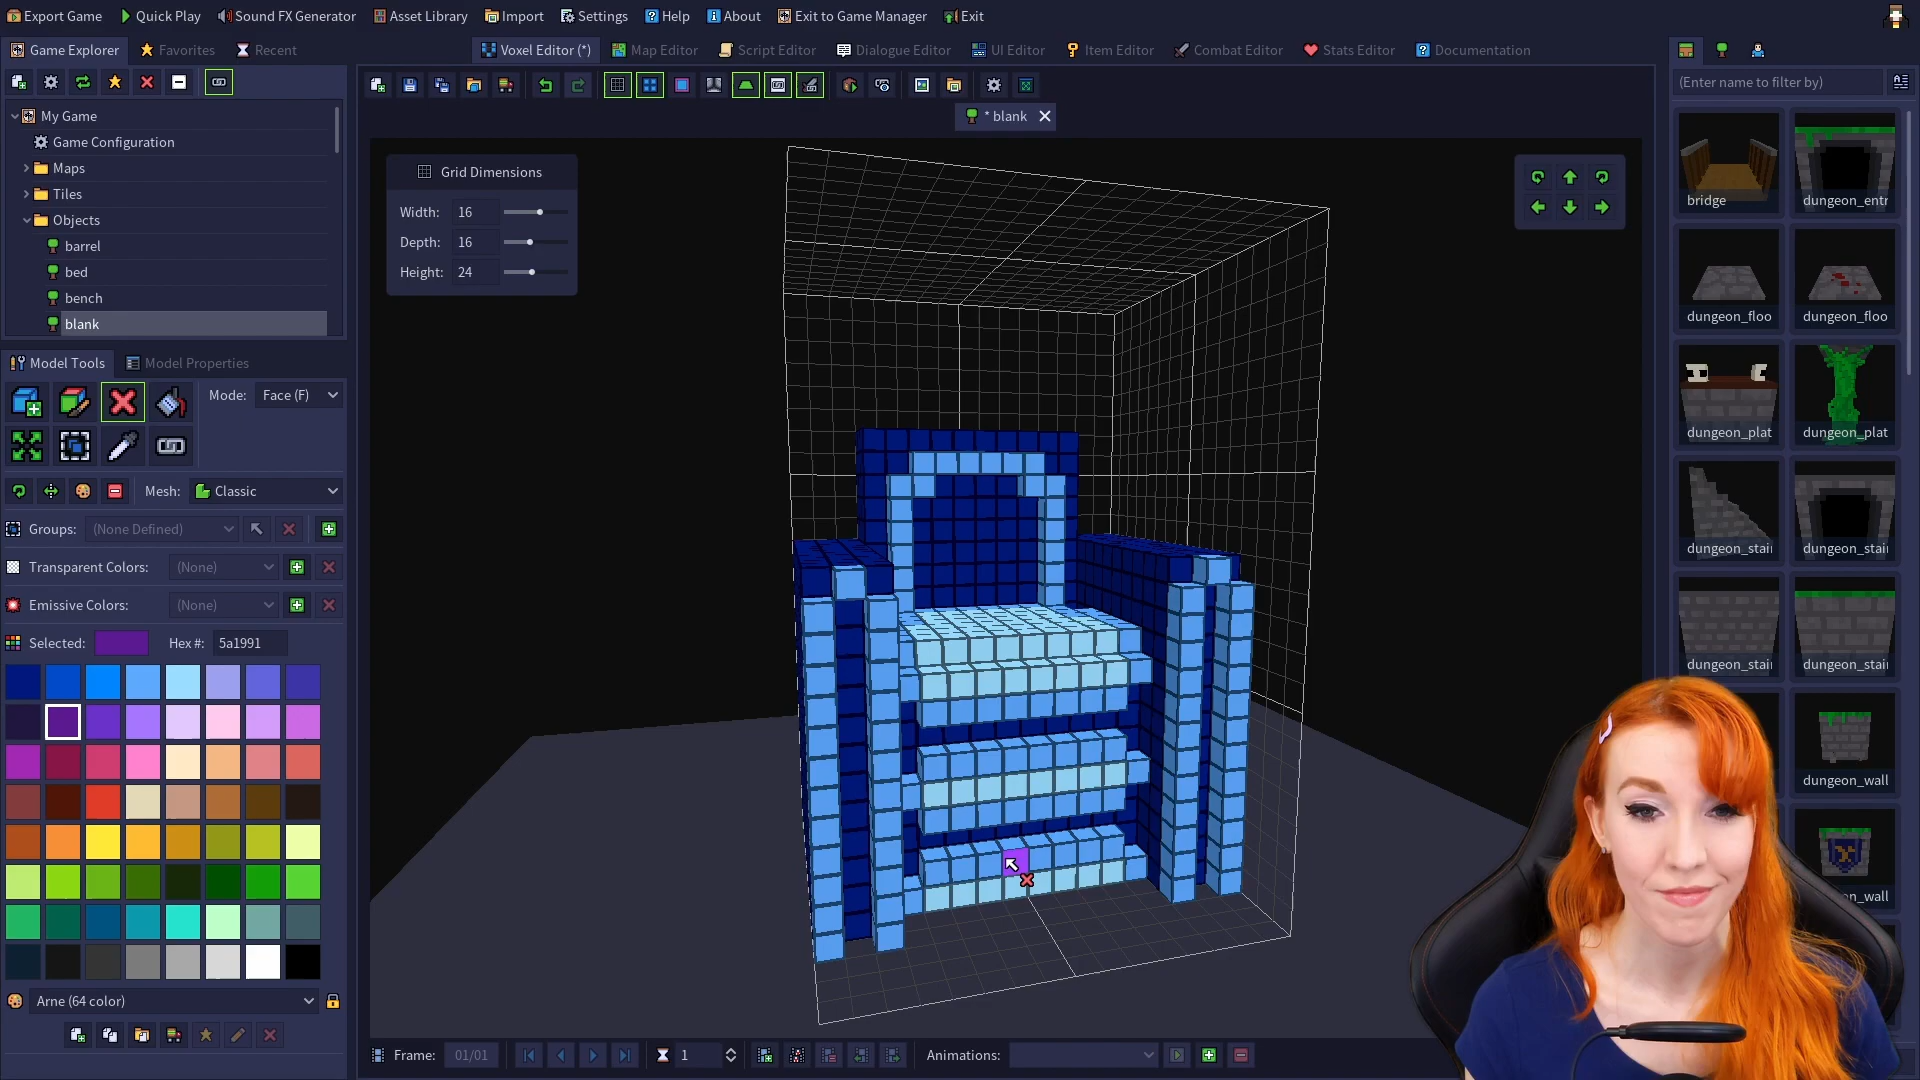 Export Game
Quick Play
Sound FX Generator
Asset Library
Import
Settings
Help
About
Exit to Game Manager
Exit
Game Explorer
Favorites
Recent
Voxel Editor (*)
Map Editor
Script Editor
Dialogue Editor
UI Editor
Item Editor
Combat Editor
Stats Editor
Documentation
* blank
(Enter name to filter by)
My Game
Game Configuration
Maps
Tiles
Objects
barrel
bed
bench
blank
Grid Dimensions
Width: 16
Depth: 16
Height: 24
Model Tools
Model Properties
Mode: Face (F)
Mesh: Classic
Groups: (None Defined)
Transparent Colors: (None)
Emissive Colors: (None)
Selected: Hex #: 5a1991
Arne (64 color)
Frame: 01/01
1
Animations:
bridge
dungeon_entr
dungeon_floo
dungeon_floo
dungeon_plat
dungeon_plat
dungeon_stai
dungeon_stai
dungeon_stai
dungeon_stai
dungeon_wall
on_wall